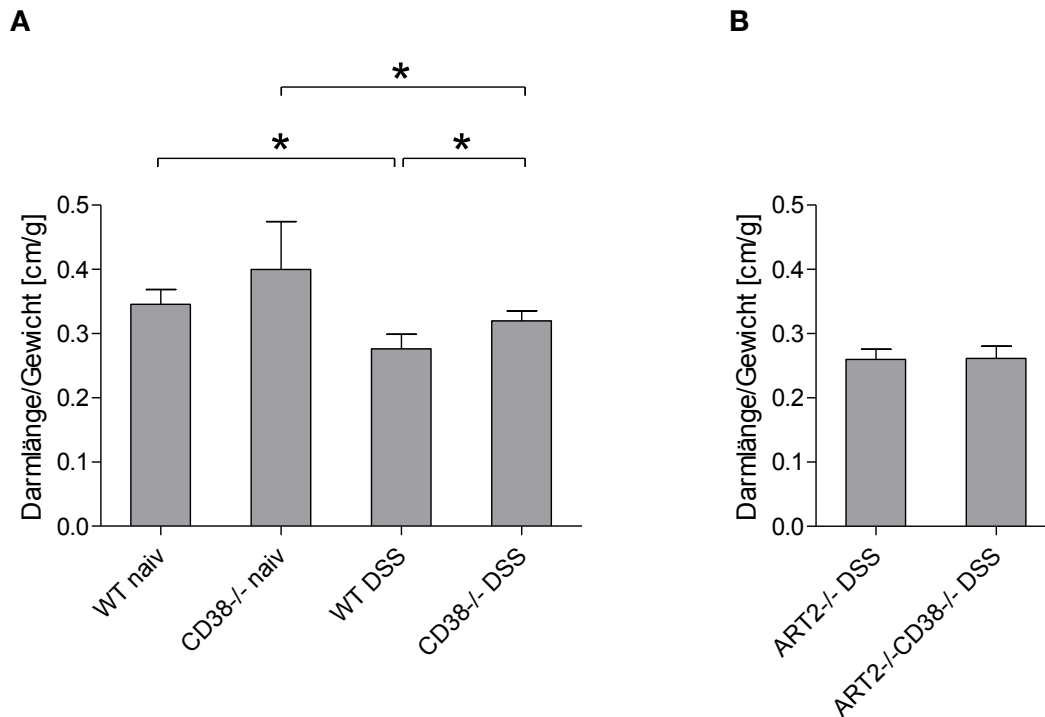 A
*
*
*
Darmlänge/Gewicht [cm/g]
0.5
0.4
0.3
0.2
0.1
0.0
WT naiv
CD38-/- naiv
WT DSS
CD38-/- DSS
B
Darmlänge/Gewicht [cm/g]
0.5
0.4
0.3
0.2
0.1
0.0
ART2-/- DSS
ART2-/-CD38-/- DSS